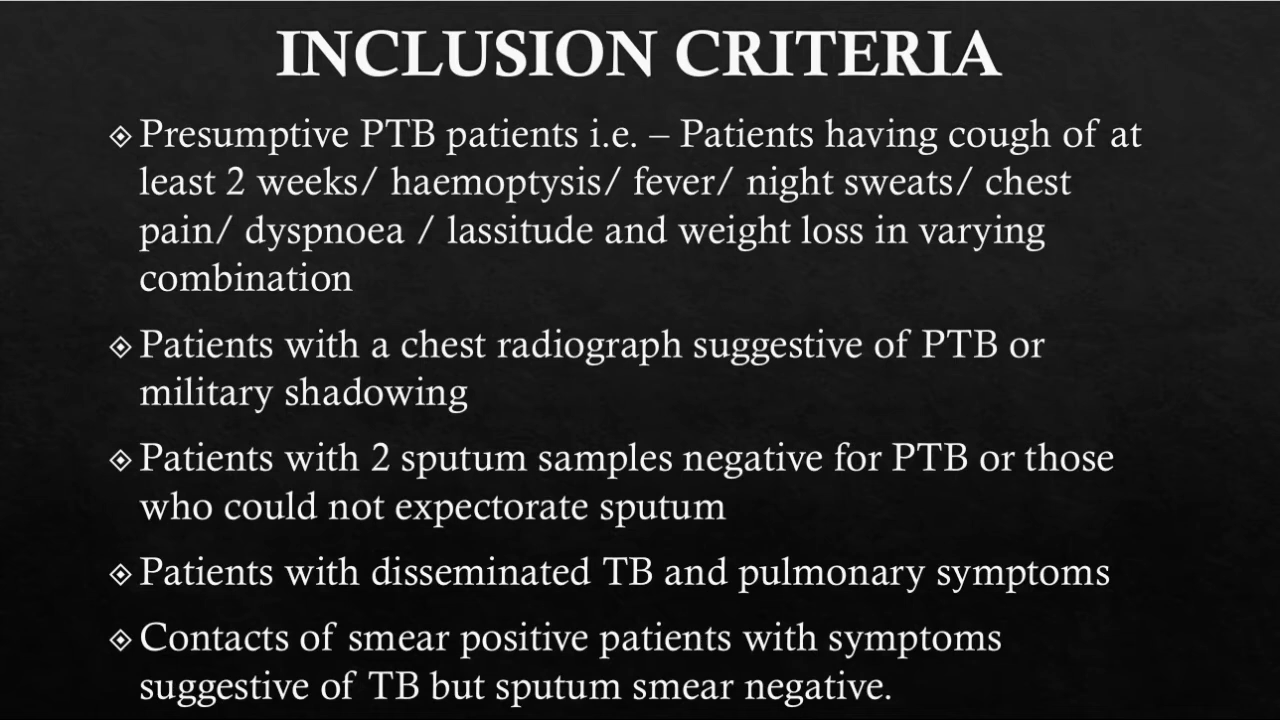 INCLUSION CRITERIA
Presumptive PTB patients i.e. – Patients having cough of at
least 2 weeks/ haemoptysis/ fever/ night sweats/ chest
pain/ dyspnoea / lassitude and weight loss in varying
combination
Patients with a chest radiograph suggestive of PTB or
military shadowing
Patients with 2 sputum samples negative for PTB or those
who could not expectorate sputum
Patients with disseminated TB and pulmonary symptoms
Contacts of smear positive patients with symptoms
suggestive of TB but sputum smear negative.